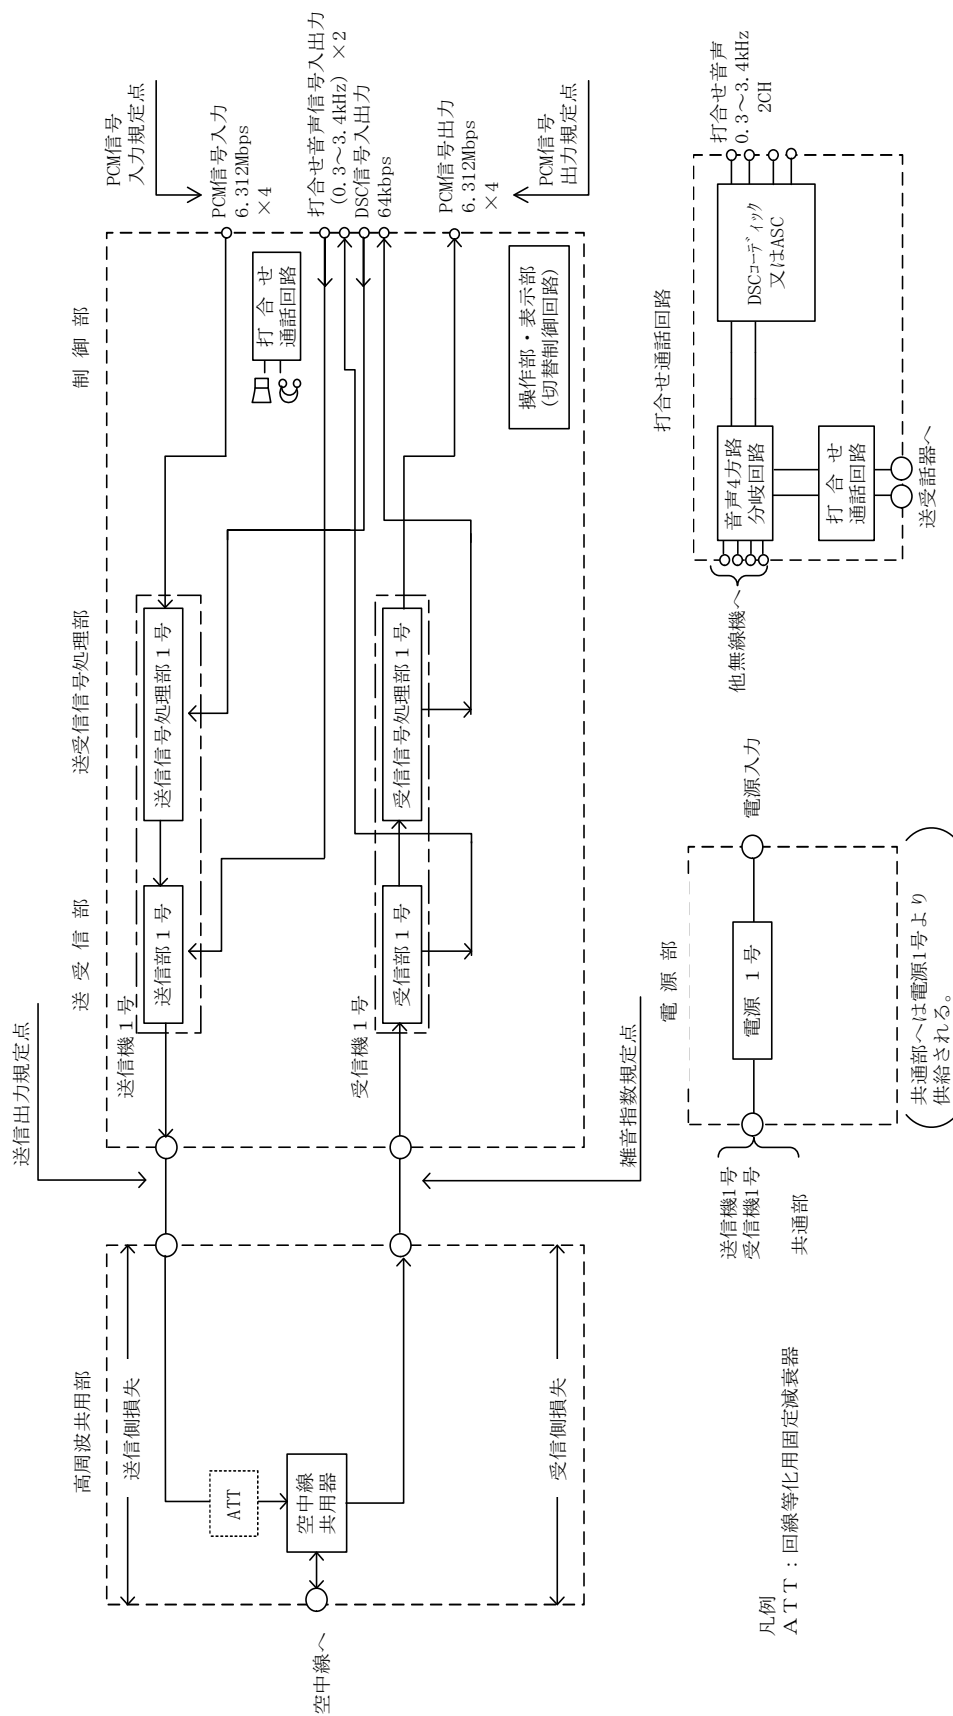 高周波共用部
送信側損失
ATT
空中線
共用器
受信側損失
空中線へ
送信出力規定点
雑音指数規定点
送 受 信 部
送信機１号
送信部１号
受信機１号
受信部１号
送受信信号処理部
送信信号処理部１号
受信信号処理部１号
制 御 部
打 合 せ
通話回路
操作部・表示部
(切替制御回路)
PCM信号
入力規定点
PCM信号入力
6.312Mbps
×4
打合せ音声信号入出力
(0.3～3.4kHz) ×2
DSC信号入出力
64kbps
PCM信号出力
6.312Mbps
×4
PCM信号
出力規定点
凡例
ＡＴＴ：回線等化用固定減衰器
電 源 部
送信機1号
受信機1号
共通部
電源 １号
電源入力
共通部へは電源1号より
供給される。
打合せ通話回路
他無線機へ
音声4方路
分岐回路
打 合 せ
通話回路
送受話器へ
DSCコーディック
又はASC
打合せ音声
0.3～3.4kHz
2CH